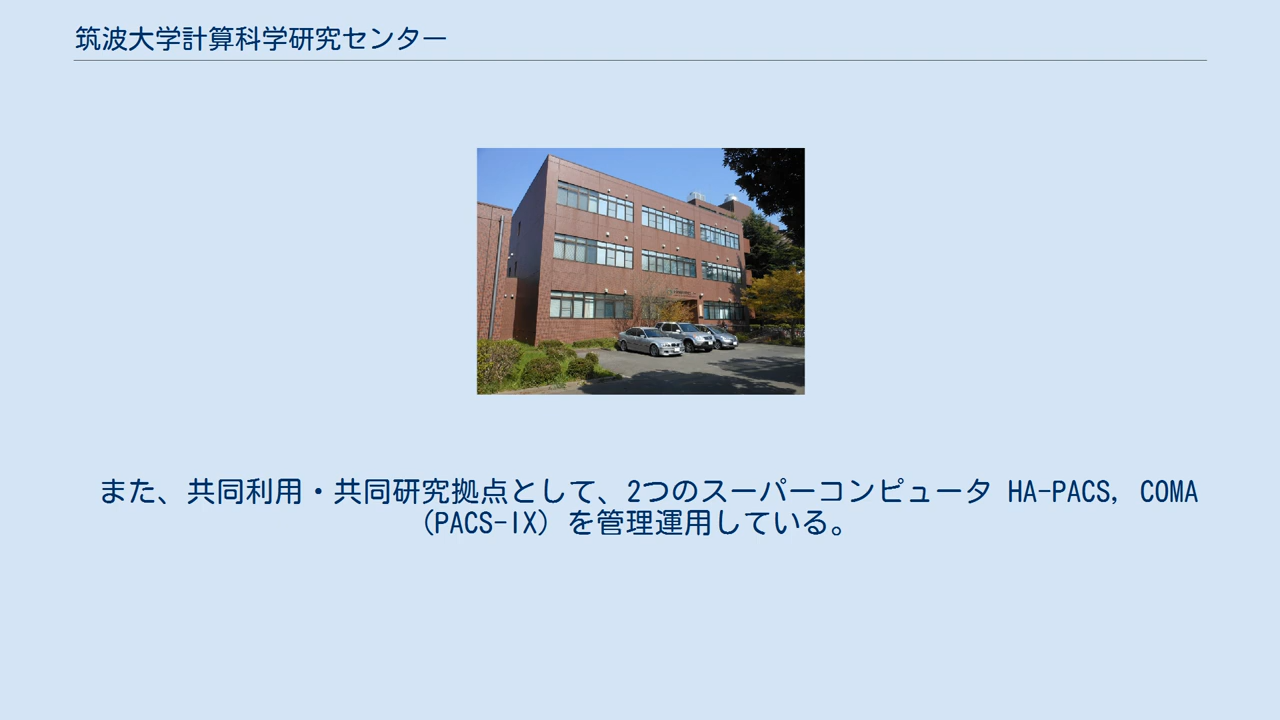 筑波大学計算科学研究センター
また、共同利用・共同研究拠点として、2つのスーパーコンピュータ HA-PACS, COMA
(PACS-IX) を管理運用している。